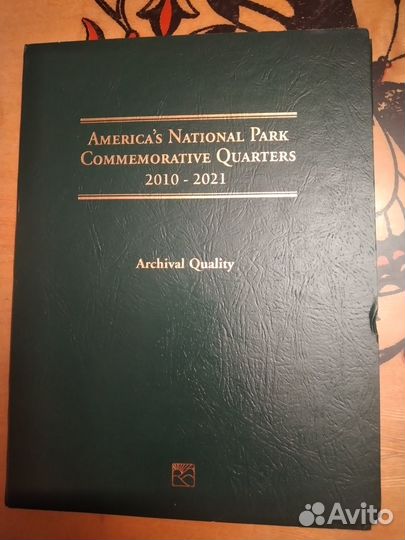 AMERICA'S NATIONAL PARK
COMMEMORATIVE QUARTERS
2010 - 2021
Archival Quality
Avito